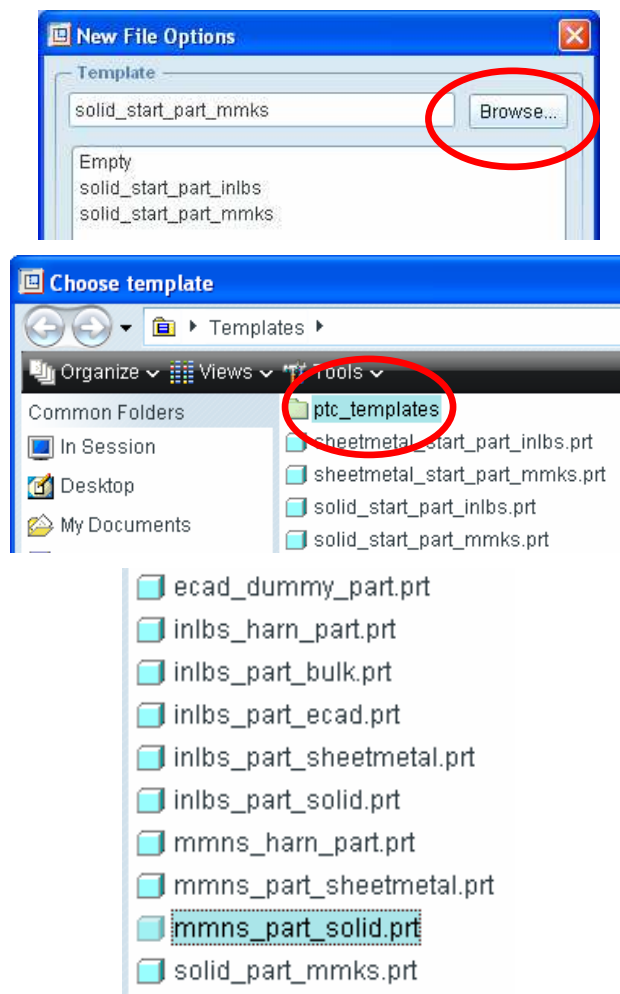 New File Options
Template
solid_start_part_mmks
Browse...
Empty
solid_start_part_inlbs
solid_start_part_mmks
Choose template
Templates
Organize Views Tools
Common Folders
In Session
Desktop
My Documents
ptc_templates
sheetmetal_start_part_inlbs.prt
sheetmetal_start_part_mmks.prt
solid_start_part_inlbs.prt
solid_start_part_mmks.prt
ecad_dummy_part.prt
inlbs_harn_part.prt
inlbs_part_bulk.prt
inlbs_part_ecad.prt
inlbs_part_sheetmetal.prt
inlbs_part_solid.prt
mmns_harn_part.prt
mmns_part_sheetmetal.prt
mmns_part_solid.prt
solid_part_mmks.prt